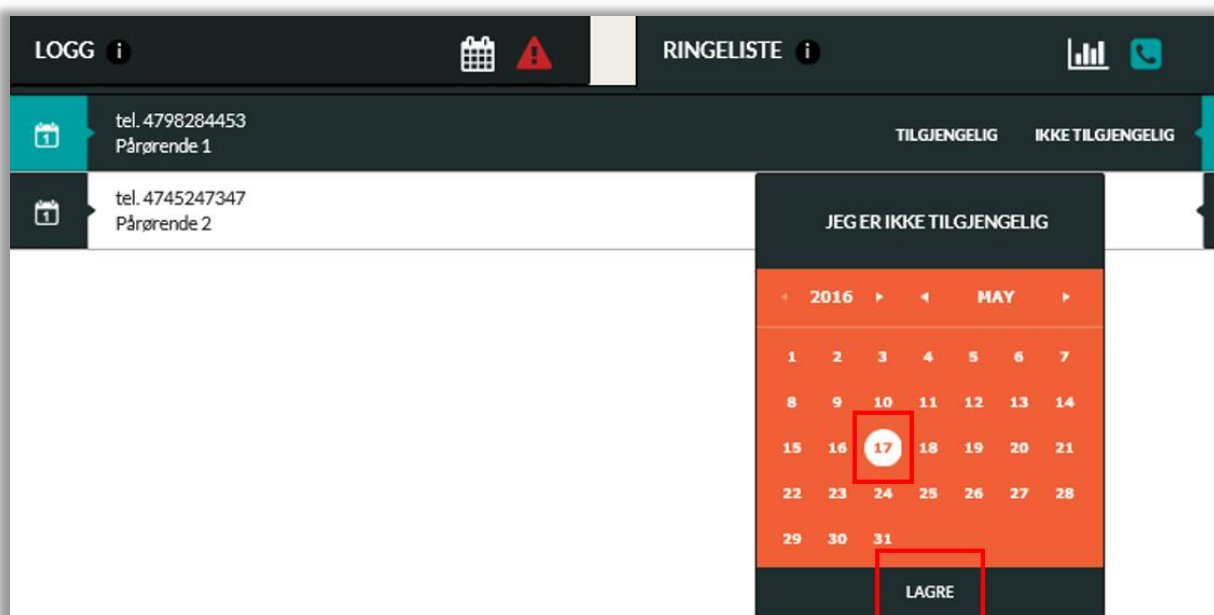 LOGG i
RINGELISTE i
1
tel. 4798284453
Pårørende 1
TILGJENGELIG IKKE TILGJENGELIG
1
tel. 4745247347
Pårørende 2
JEG ER IKKE TILGJENGELIG
2016 MAY
1 2 3 4 5 6 7
8 9 10 11 12 13 14
15 16 17 18 19 20 21
22 23 24 25 26 27 28
29 30 31
LAGRE